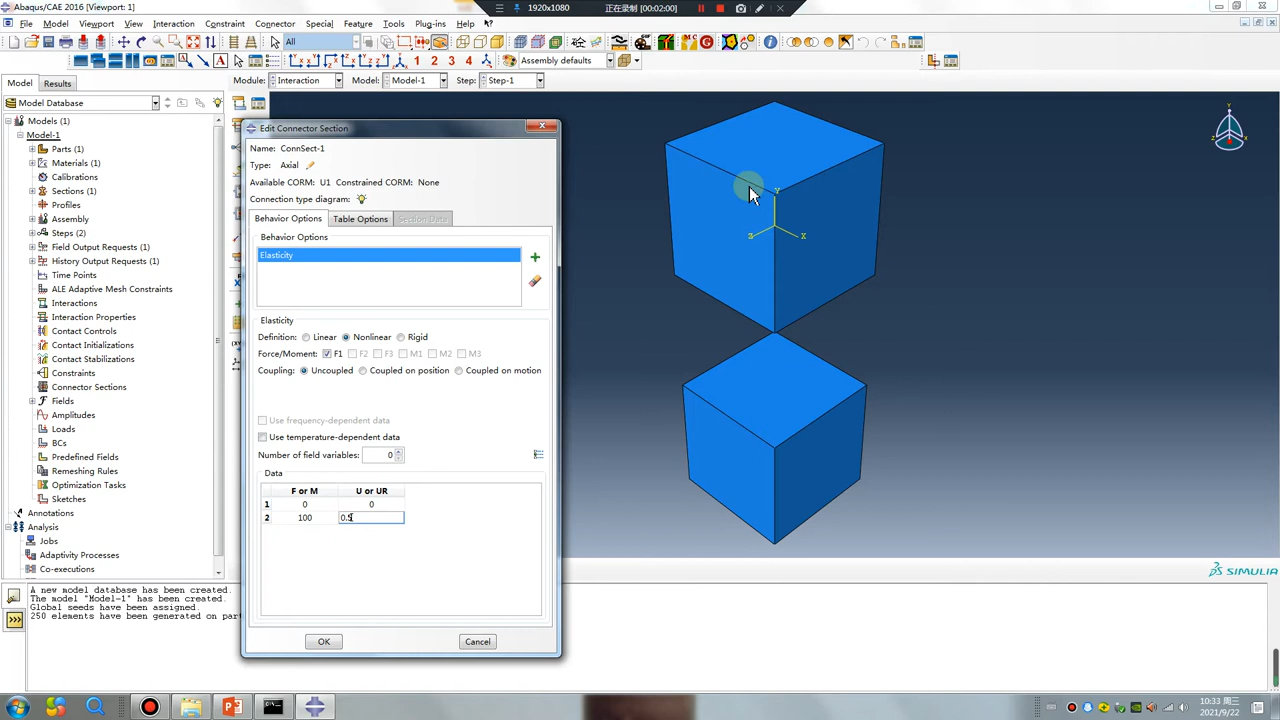 Abaqus/CAE 2016 [Viewport: 1]
1920x1080
正在录制 [00:02:00]
File
Model
Viewport
View
Interaction
Constraint
Connector
Special
Feature
Tools
Plug-ins
Help
All
1 2 3 4
Assembly defaults
Model
Results
Module:
Interaction
Model:
Model-1
Step:
Step-1
Model Database
Models (1)
Model-1
Parts (1)
Materials (1)
Calibrations
Sections (1)
Profiles
Assembly
Steps (2)
Field Output Requests (1)
History Output Requests (1)
Time Points
ALE Adaptive Mesh Constraints
Interactions
Interaction Properties
Contact Controls
Contact Initializations
Contact Stabilizations
Constraints
Connector Sections
Fields
Amplitudes
Loads
BCs
Predefined Fields
Remeshing Rules
Optimization Tasks
Sketches
Annotations
Analysis
Jobs
Adaptivity Processes
Co-executions
Edit Connector Section
Name: ConnSect-1
Type: Axial
Available CORM: U1 Constrained CORM: None
Connection type diagram:
Behavior Options
Table Options
Section Data
Behavior Options
Elasticity
Elasticity
Definition: Linear Nonlinear Rigid
Force/Moment: F1 F2 F3 M1 M2 M3
Coupling: Uncoupled Coupled on position Coupled on motion
Use frequency-dependent data
Use temperature-dependent data
Number of field variables: 0
Data
F or M U or UR
1 0 0
2 100 0.5
OK
Cancel
Y
Z
X
SIMULIA
A new model database has been created.
The model "Model-1" has been created.
Global seeds have been assigned.
250 elements have been generated on par
10:33 周三
2021/9/22